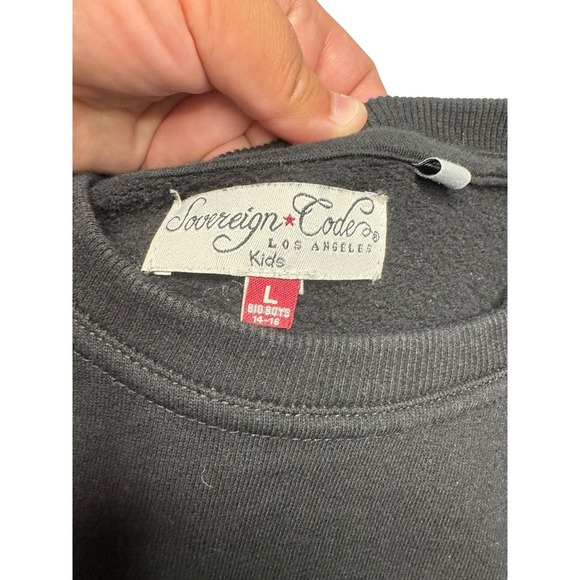 Sovereign★Code®
LOS ANGELES
Kids
L
BIG BOYS
14-16